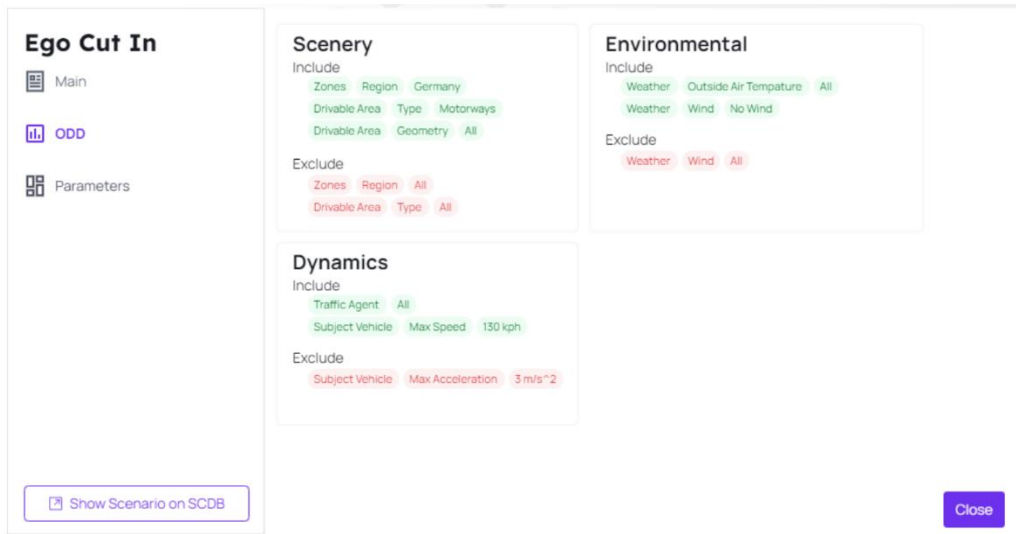 Ego Cut In
Main
ODD
Parameters
Show Scenario on SCDB
Scenery
Include
Zones Region Germany
Drivable Area Type Motorways
Drivable Area Geometry All
Exclude
Zones Region All
Drivable Area Type All
Environmental
Include
Weather Outside Air Tempature All
Weather Wind No Wind
Exclude
Weather Wind All
Dynamics
Include
Traffic Agent All
Subject Vehicle Max Speed 130 kph
Exclude
Subject Vehicle Max Acceleration 3 m/s^2
Close